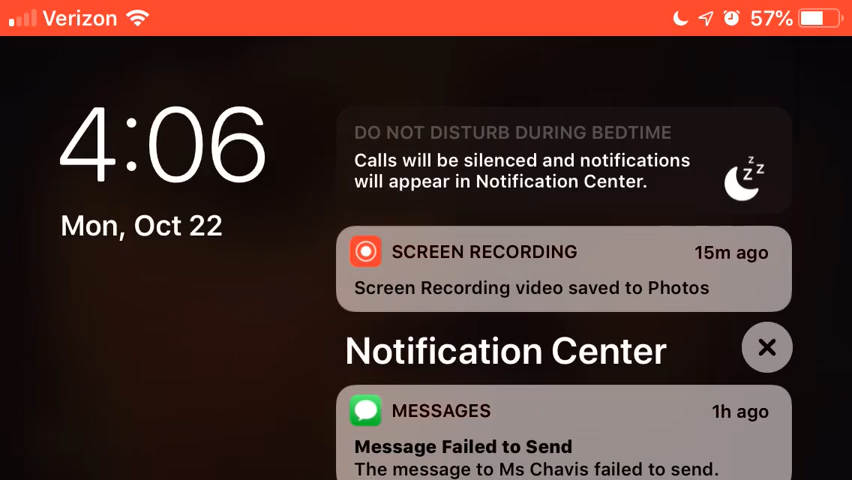 Verizon 57%
4:06
Mon, Oct 22
DO NOT DISTURB DURING BEDTIME
Calls will be silenced and notifications
will appear in Notification Center.
z z z
SCREEN RECORDING 15m ago
Screen Recording video saved to Photos
Notification Center
MESSAGES 1h ago
Message Failed to Send
The message to Ms Chavis failed to send.